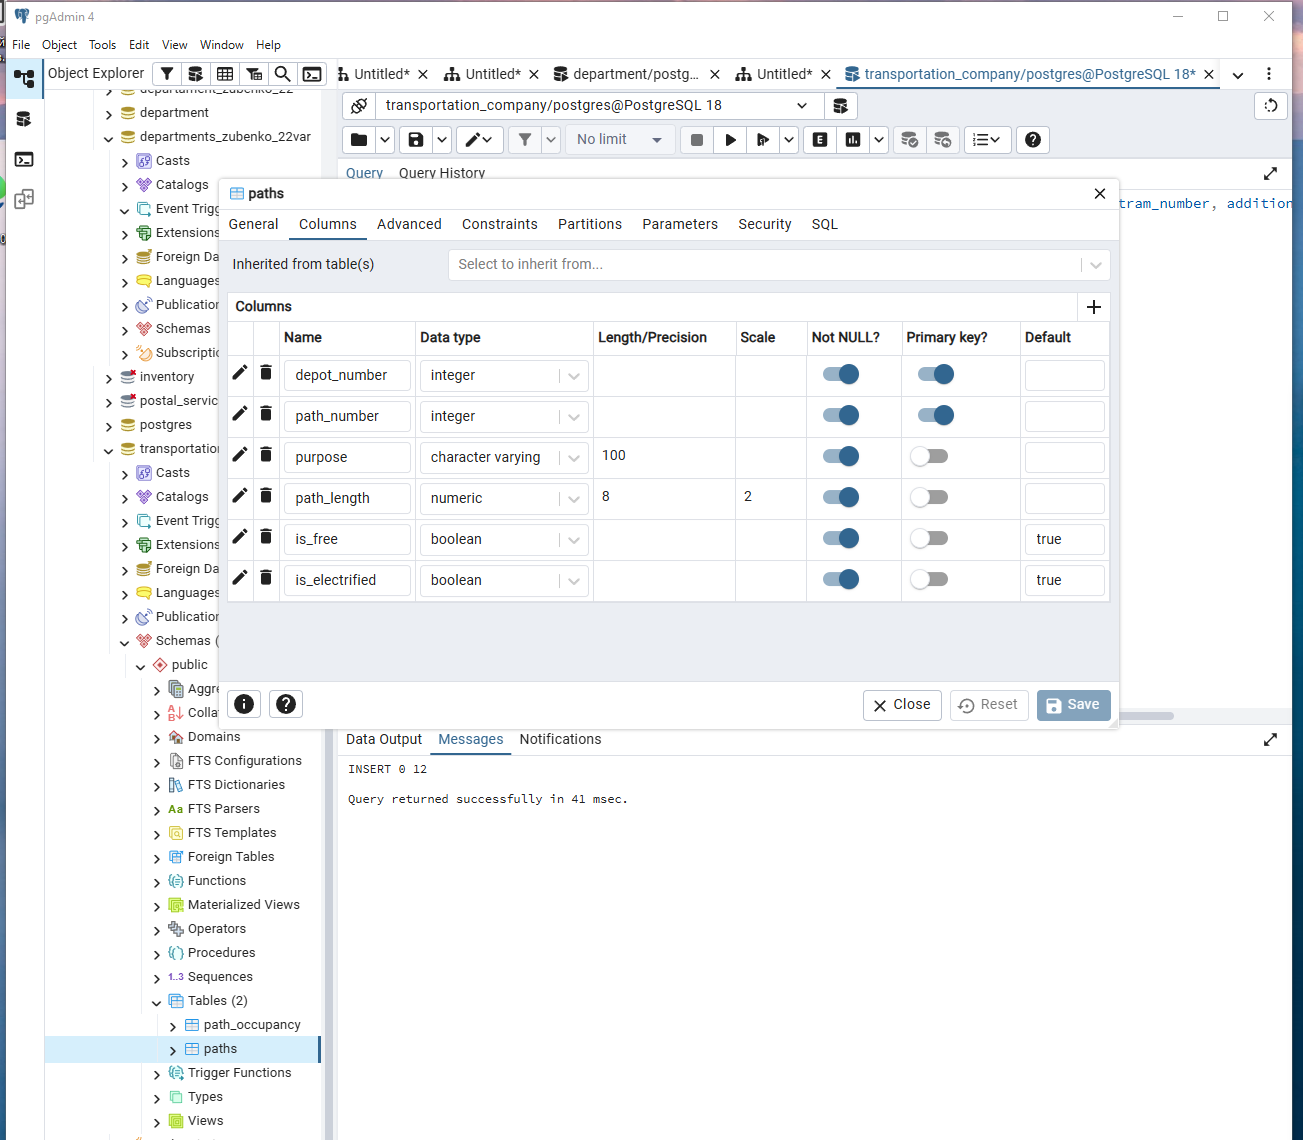 pgAdmin 4
File Object Tools Edit View Window Help
Object Explorer
Untitled* Untitled* department/postg... Untitled* transportation_company/postgres@PostgreSQL 18*
transportation_company/postgres@PostgreSQL 18
No limit
E
Query Query History
tram_number, addition
departament_zubenko_22
department
departments_zubenko_22var
Casts
Catalogs
Event Trigg
Extensions
Foreign Da
Languages
Publication
Schemas
Subscriptio
inventory
postal_servic
postgres
transportation
Casts
Catalogs
Event Trigg
Extensions
Foreign Da
Languages
Publication
Schemas (
public
Aggre
Colla
Domains
FTS Configurations
FTS Dictionaries
Aa FTS Parsers
FTS Templates
Foreign Tables
Functions
Materialized Views
Operators
Procedures
1..3 Sequences
Tables (2)
path_occupancy
paths
Trigger Functions
Types
Views
paths
General Columns Advanced Constraints Partitions Parameters Security SQL
Inherited from table(s) Select to inherit from...
Columns
Name Data type Length/Precision Scale Not NULL? Primary key? Default
depot_number integer
path_number integer
purpose character varying 100
path_length numeric 8 2
is_free boolean true
is_electrified boolean true
Close Reset Save
Data Output Messages Notifications
INSERT 0 12
Query returned successfully in 41 msec.